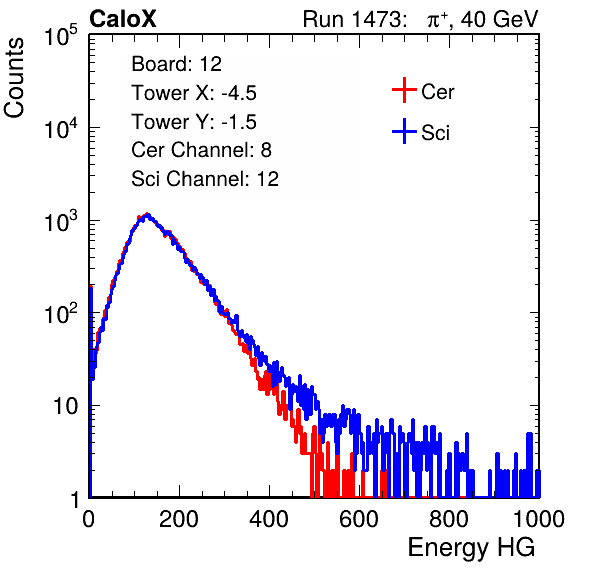 CaloX Run 1473: π⁺, 40 GeV
Counts
10⁵
10⁴
10³
10²
10
1
Board: 12
Tower X: -4.5
Tower Y: -1.5
Cer Channel: 8
Sci Channel: 12
Cer
Sci
0 200 400 600 800 1000
Energy HG